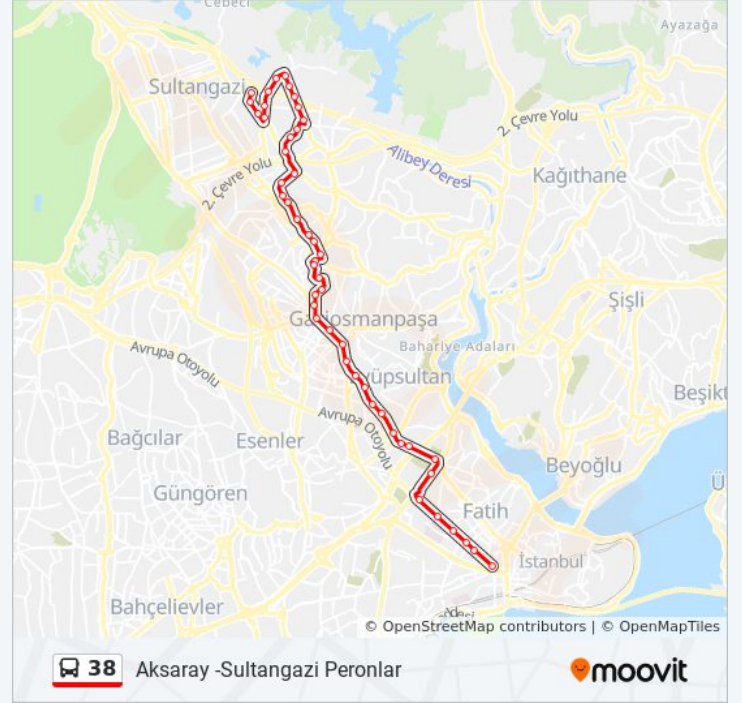 Cebeci
Ayazağa
Sultangazi
2. Çevre Yolu
Alibey Deresi
2. Çevre Yolu
Kağıthane
Şişli
Gaziosmanpaşa
Bahariye Adaları
Avrupa Otoyolu
Eyüpsultan
Beşikt
Avrupa Otoyolu
Bağcılar
Esenler
Beyoğlu
Ü
Güngören
Fatih
İstanbul
Bahçelievler
© OpenStreetMap contributors | © OpenMapTiles
38 Aksaray -Sultangazi Peronlar
moovit